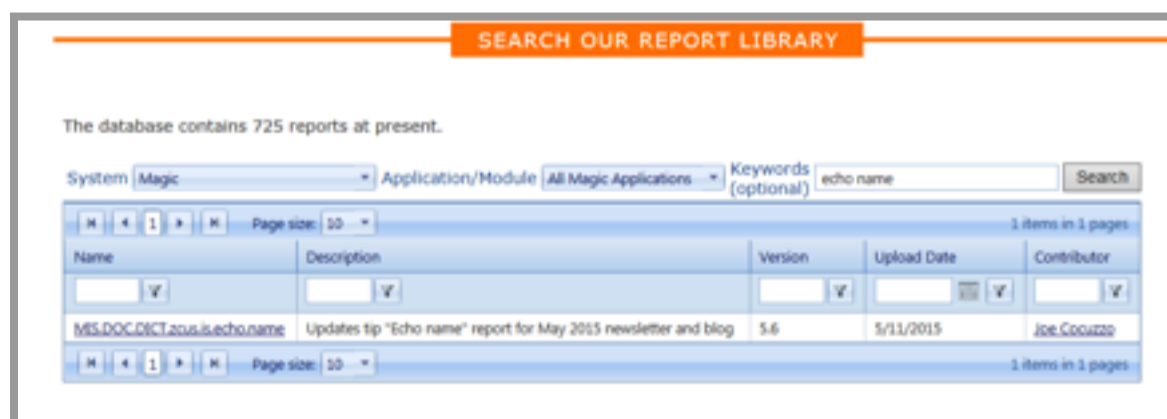 SEARCH OUR REPORT LIBRARY
The database contains 725 reports at present.
System Magic Application/Module All Magic Applications Keywords (optional) echo name Search
1 Page size: 10 1 items in 1 pages
Name Description Version Upload Date Contributor
MIS.DOC.DICT.zcus.is.echo.name Updates tip "Echo name" report for May 2015 newsletter and blog 5.6 5/11/2015 Joe Cocuzzo
1 Page size: 10 1 items in 1 pages